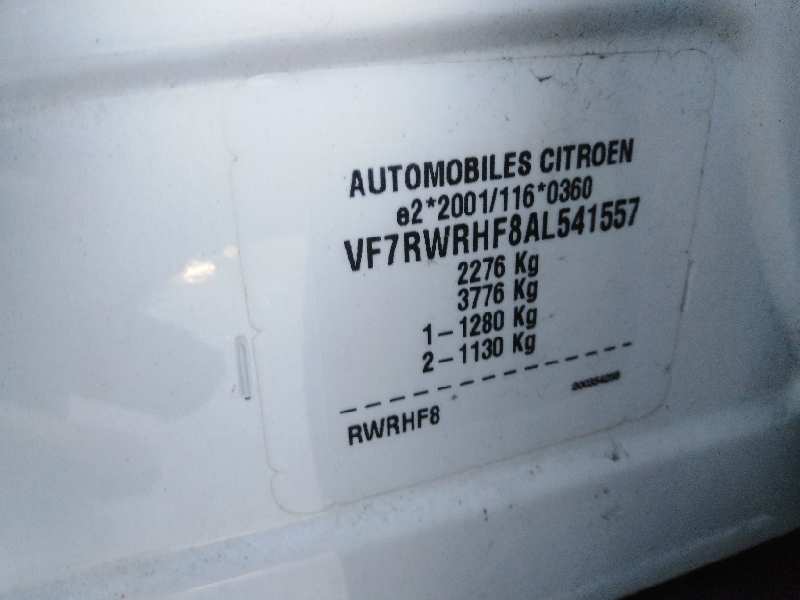 AUTOMOBILES CITROEN
e2*2001/116*0360
VF7RWRHF8AL541557
2276 Kg
3776 Kg
1-1280 Kg
2-1130 Kg
RWRHF8